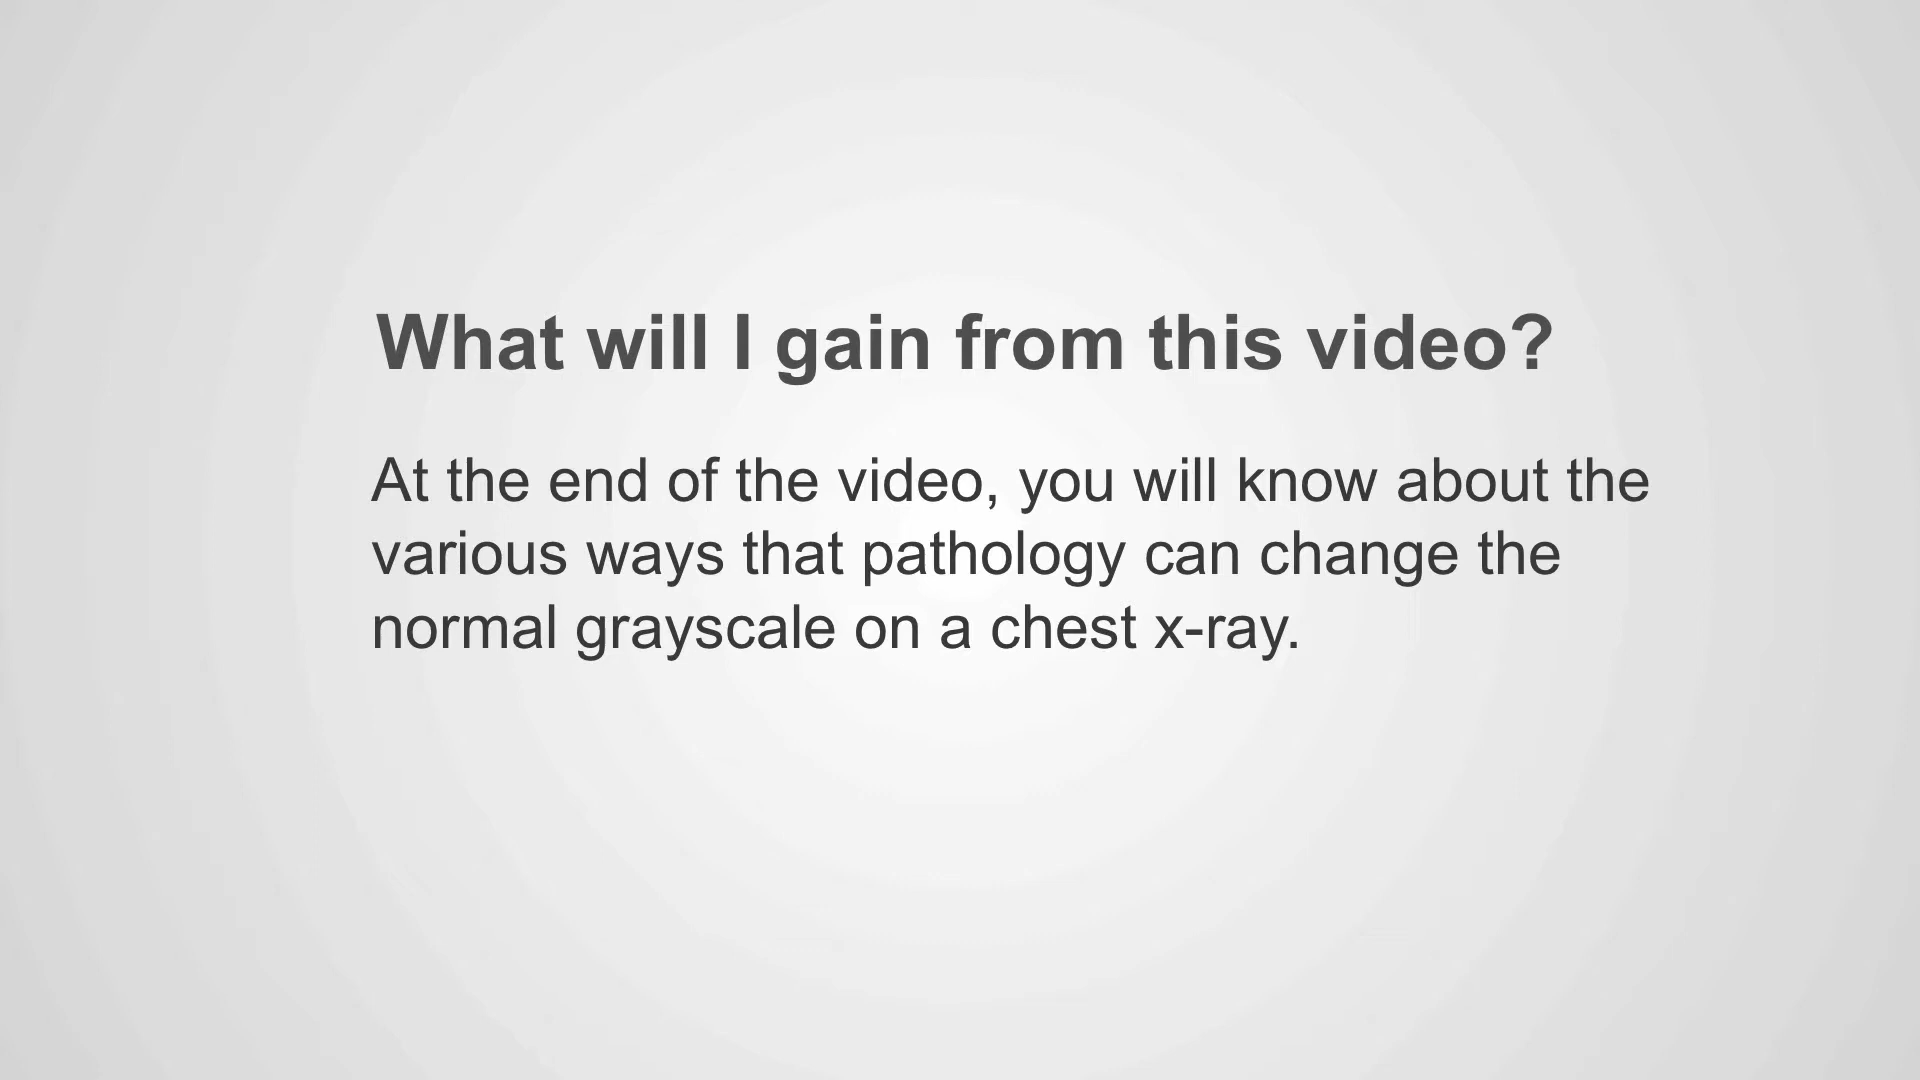 What will I gain from this video?
At the end of the video, you will know about the
various ways that pathology can change the
normal grayscale on a chest x-ray.